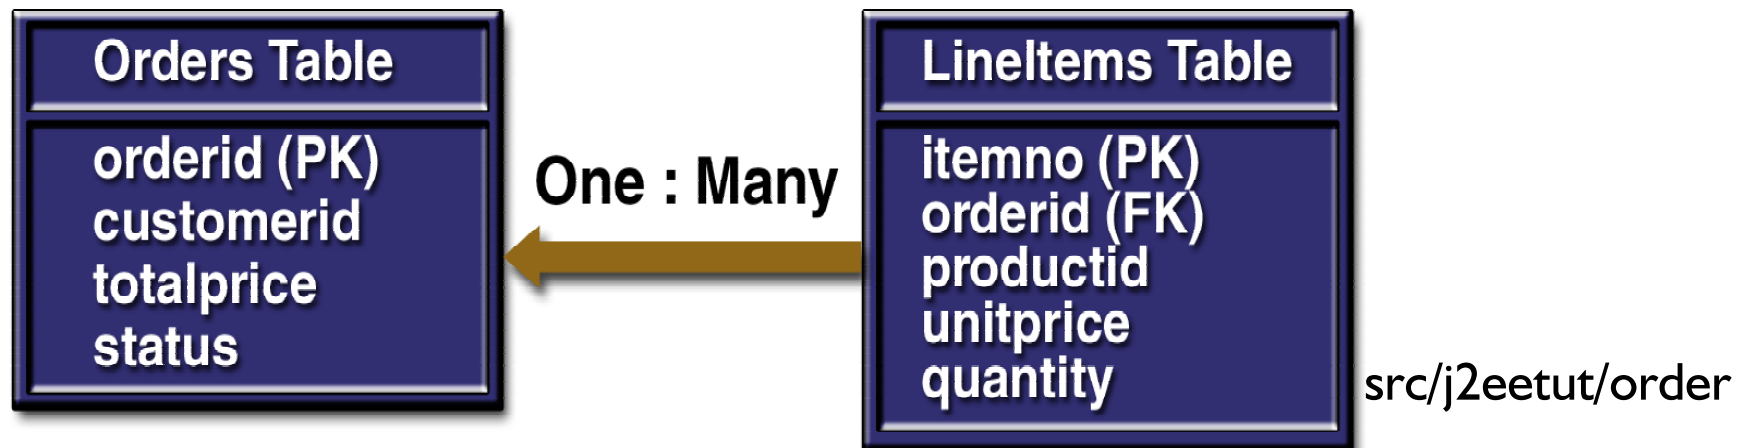 Orders Table
orderid (PK)
customerid
totalprice
status
One : Many
LineItems Table
itemno (PK)
orderid (FK)
productid
unitprice
quantity
src/j2eetut/order